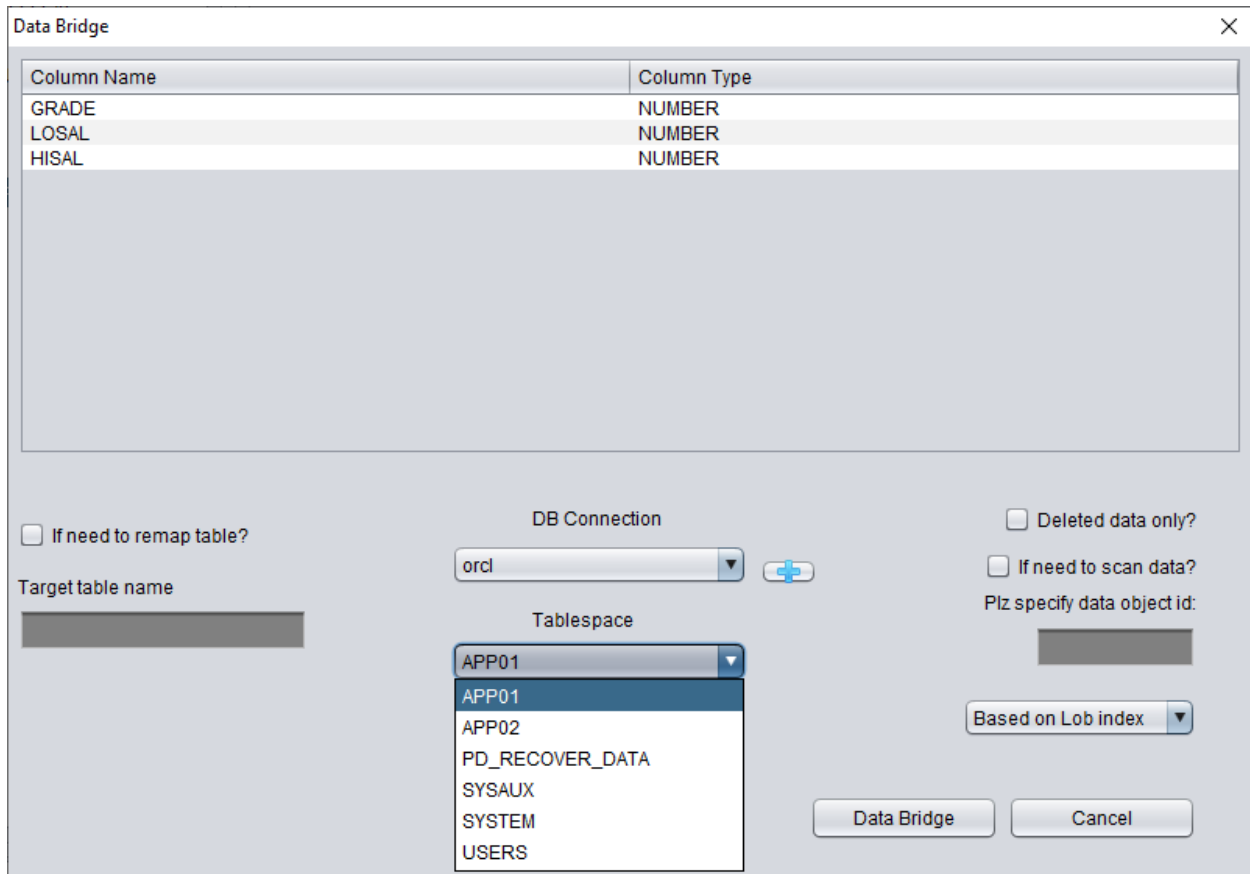 Data Bridge
Column Name Column Type
GRADE NUMBER
LOSAL NUMBER
HISAL NUMBER
If need to remap table?
Target table name
DB Connection
orcl
Tablespace
APP01
APP01
APP02
PD_RECOVER_DATA
SYSAUX
SYSTEM
USERS
Deleted data only?
If need to scan data?
Plz specify data object id:
Based on Lob index
Data Bridge Cancel